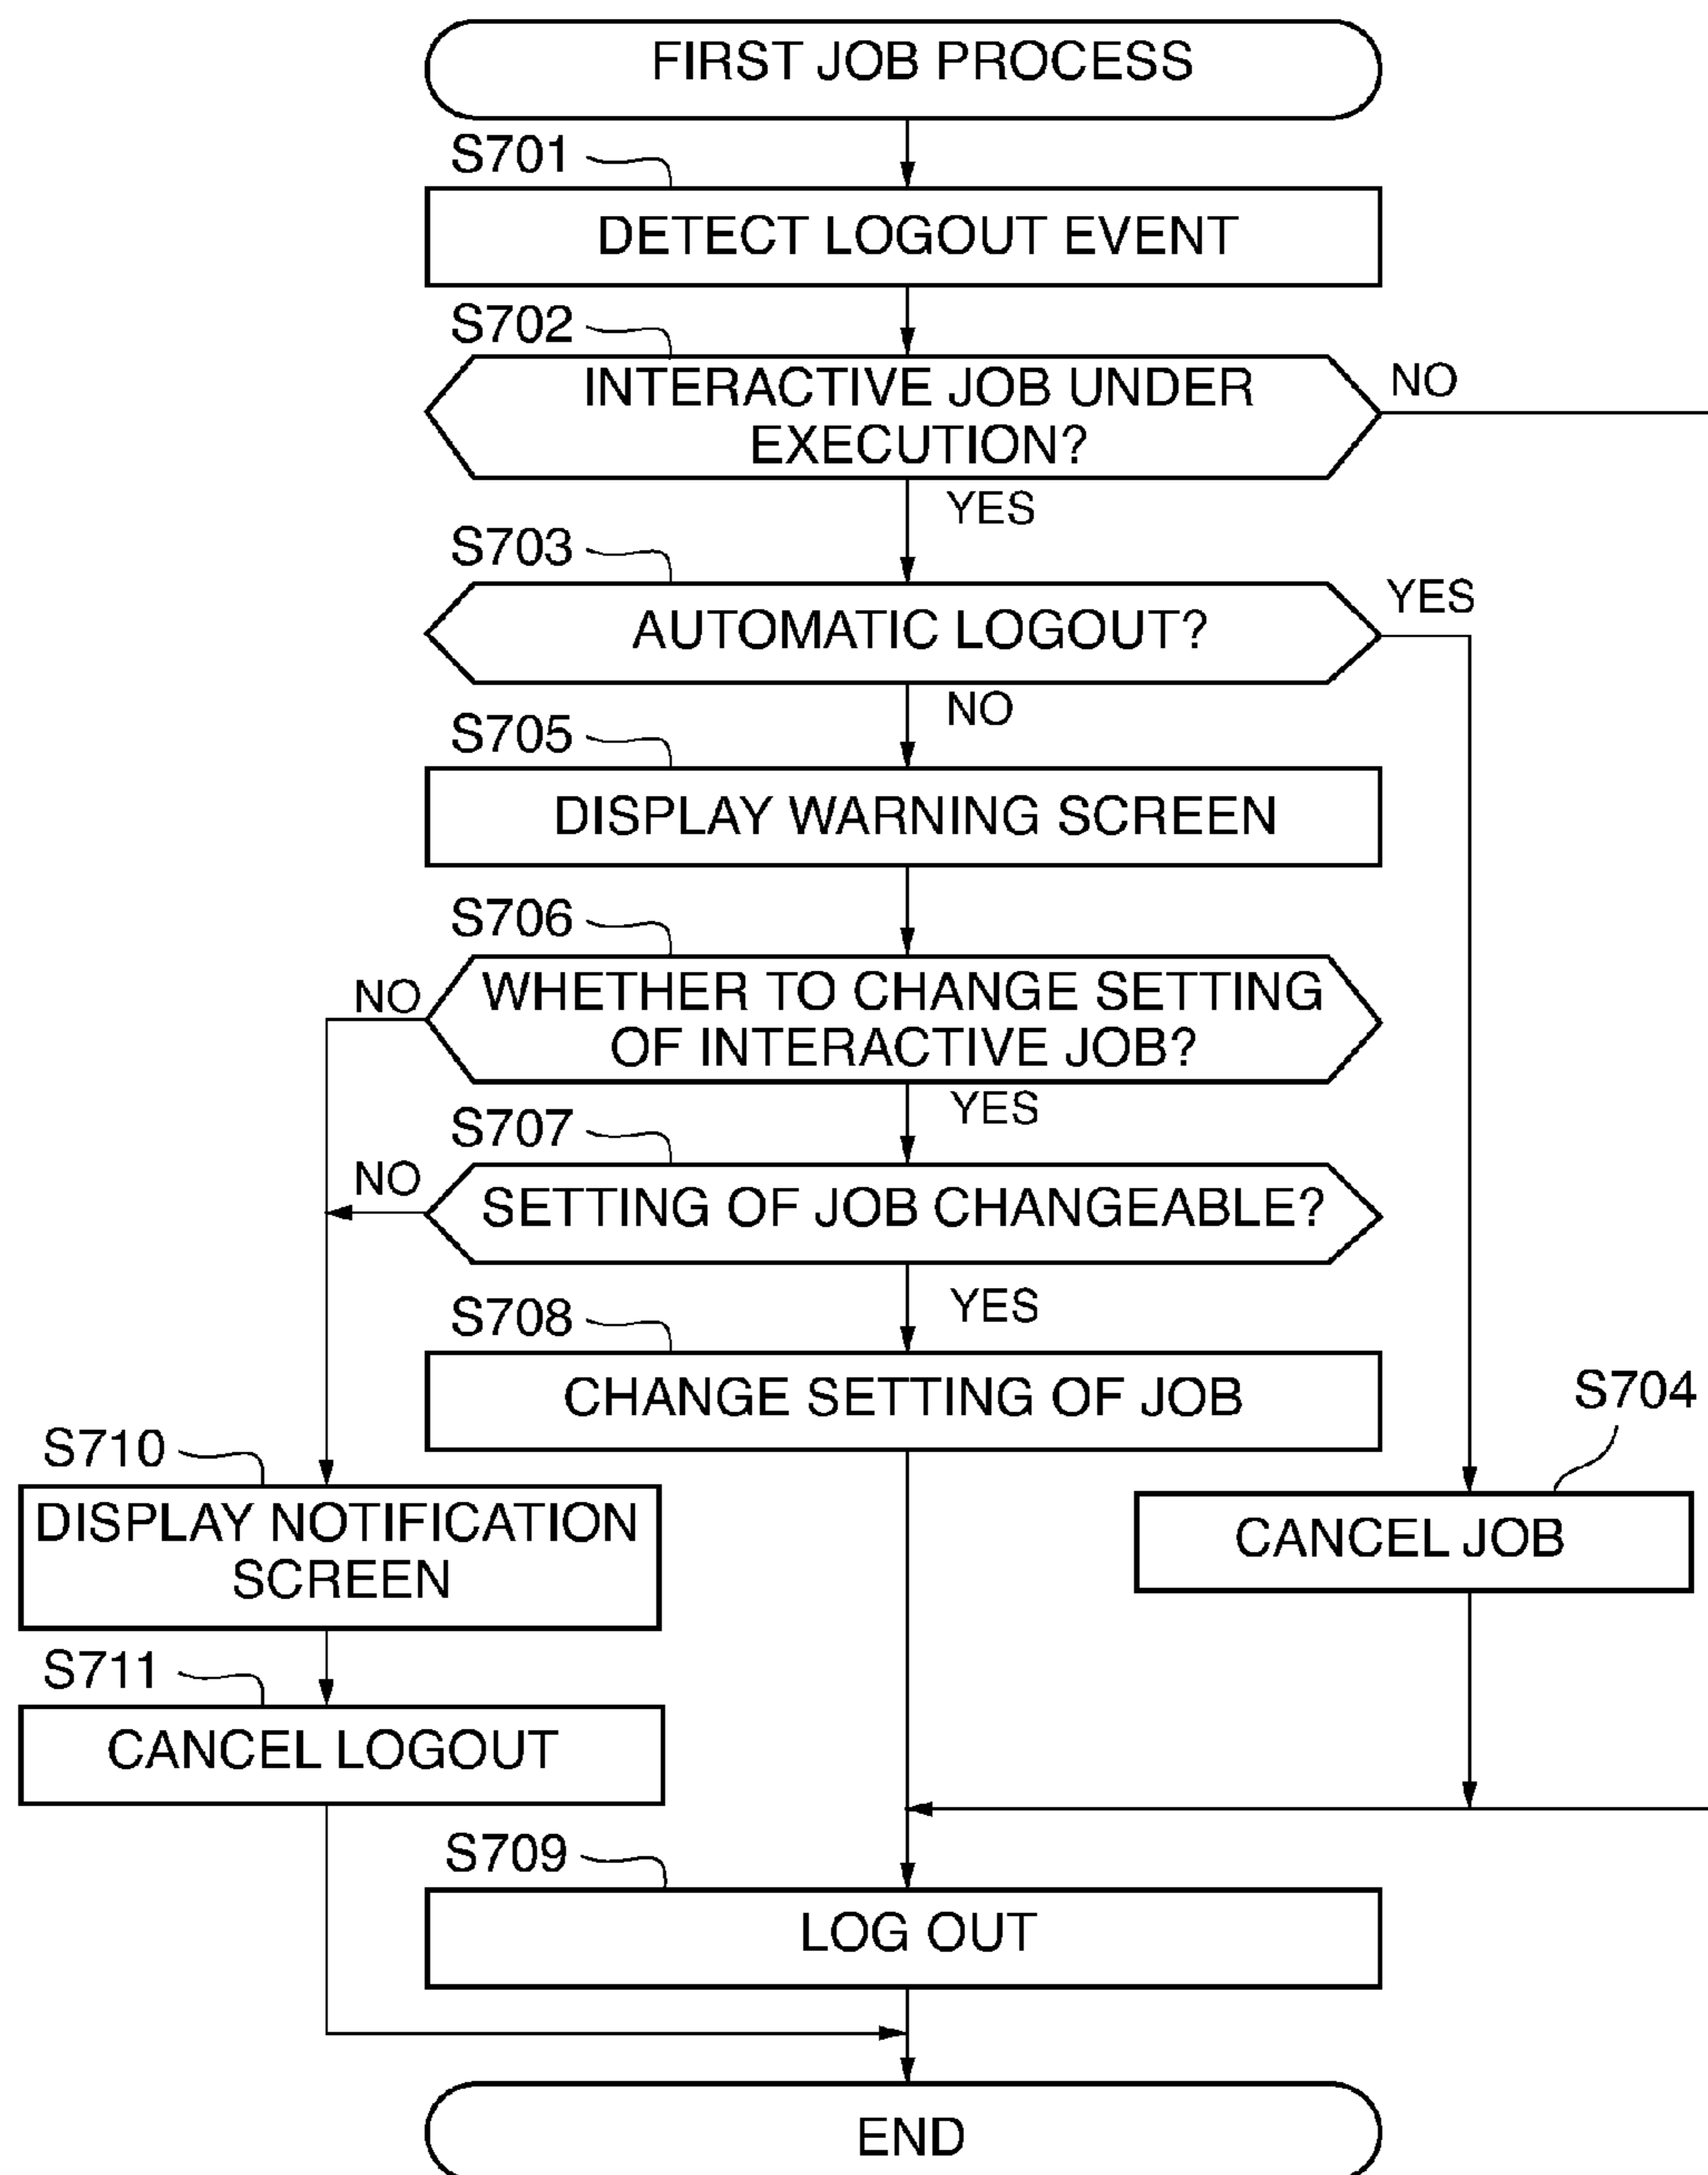 FIRST JOB PROCESS
S701
DETECT LOGOUT EVENT
S702
INTERACTIVE JOB UNDER
EXECUTION?
NO
YES
S703
AUTOMATIC LOGOUT?
YES
NO
S705
DISPLAY WARNING SCREEN
S706
WHETHER TO CHANGE SETTING
OF INTERACTIVE JOB?
NO
YES
S707
SETTING OF JOB CHANGEABLE?
NO
YES
S708
CHANGE SETTING OF JOB
S704
CANCEL JOB
S710
DISPLAY NOTIFICATION
SCREEN
S711
CANCEL LOGOUT
S709
LOG OUT
END